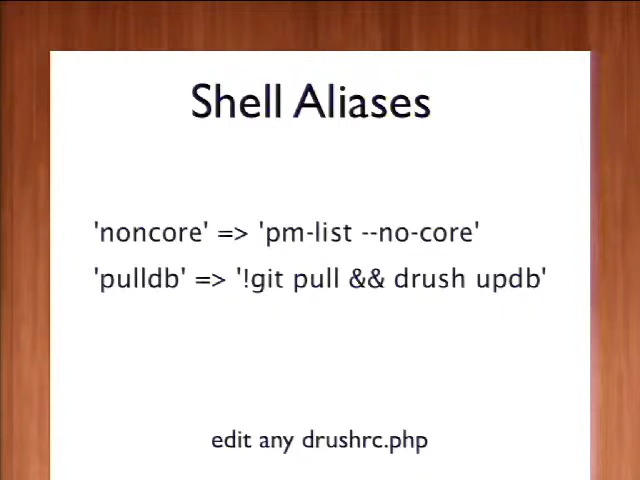 Shell Aliases
'noncore' => 'pm-list --no-core'
'pulldb' => '!git pull && drush updb'
edit any drushrc.php